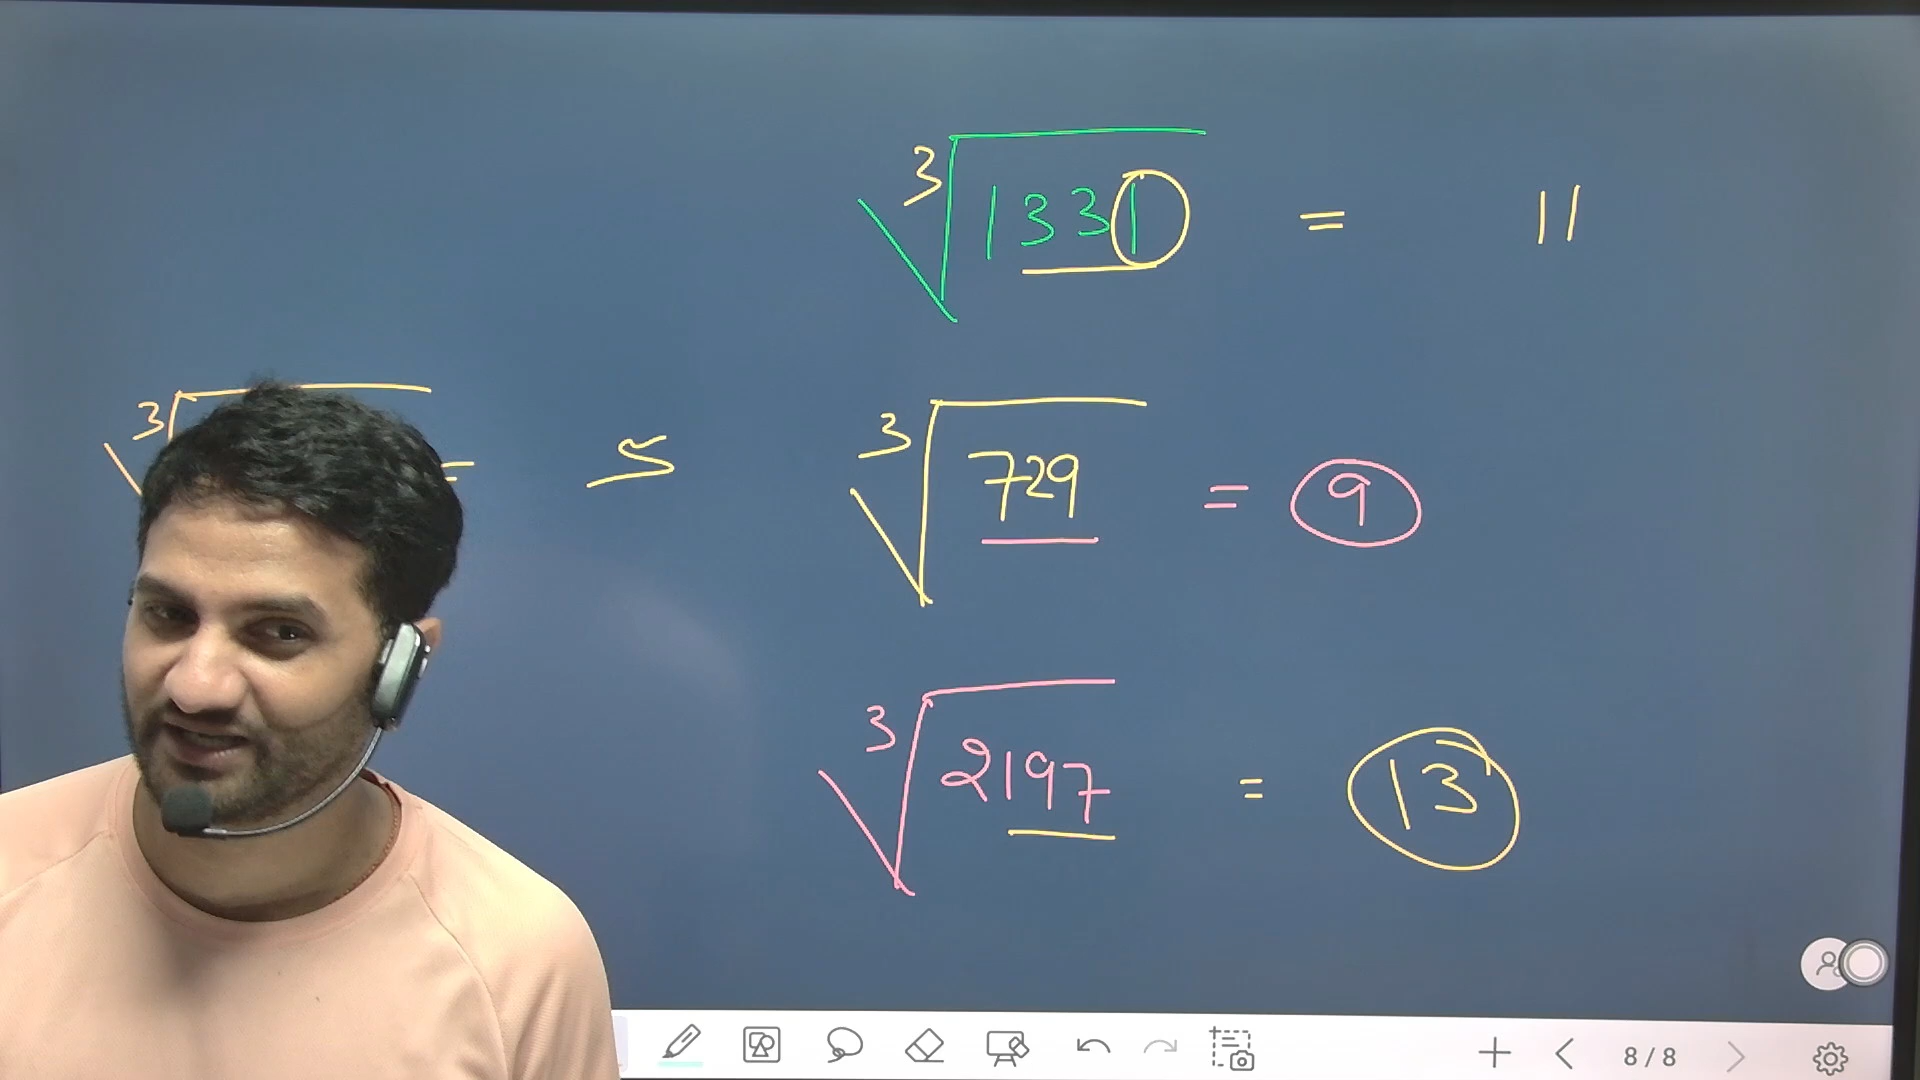 ∛1331 = 11
∛ = 5
∛729 = 9
∛2197 = 13
8/8